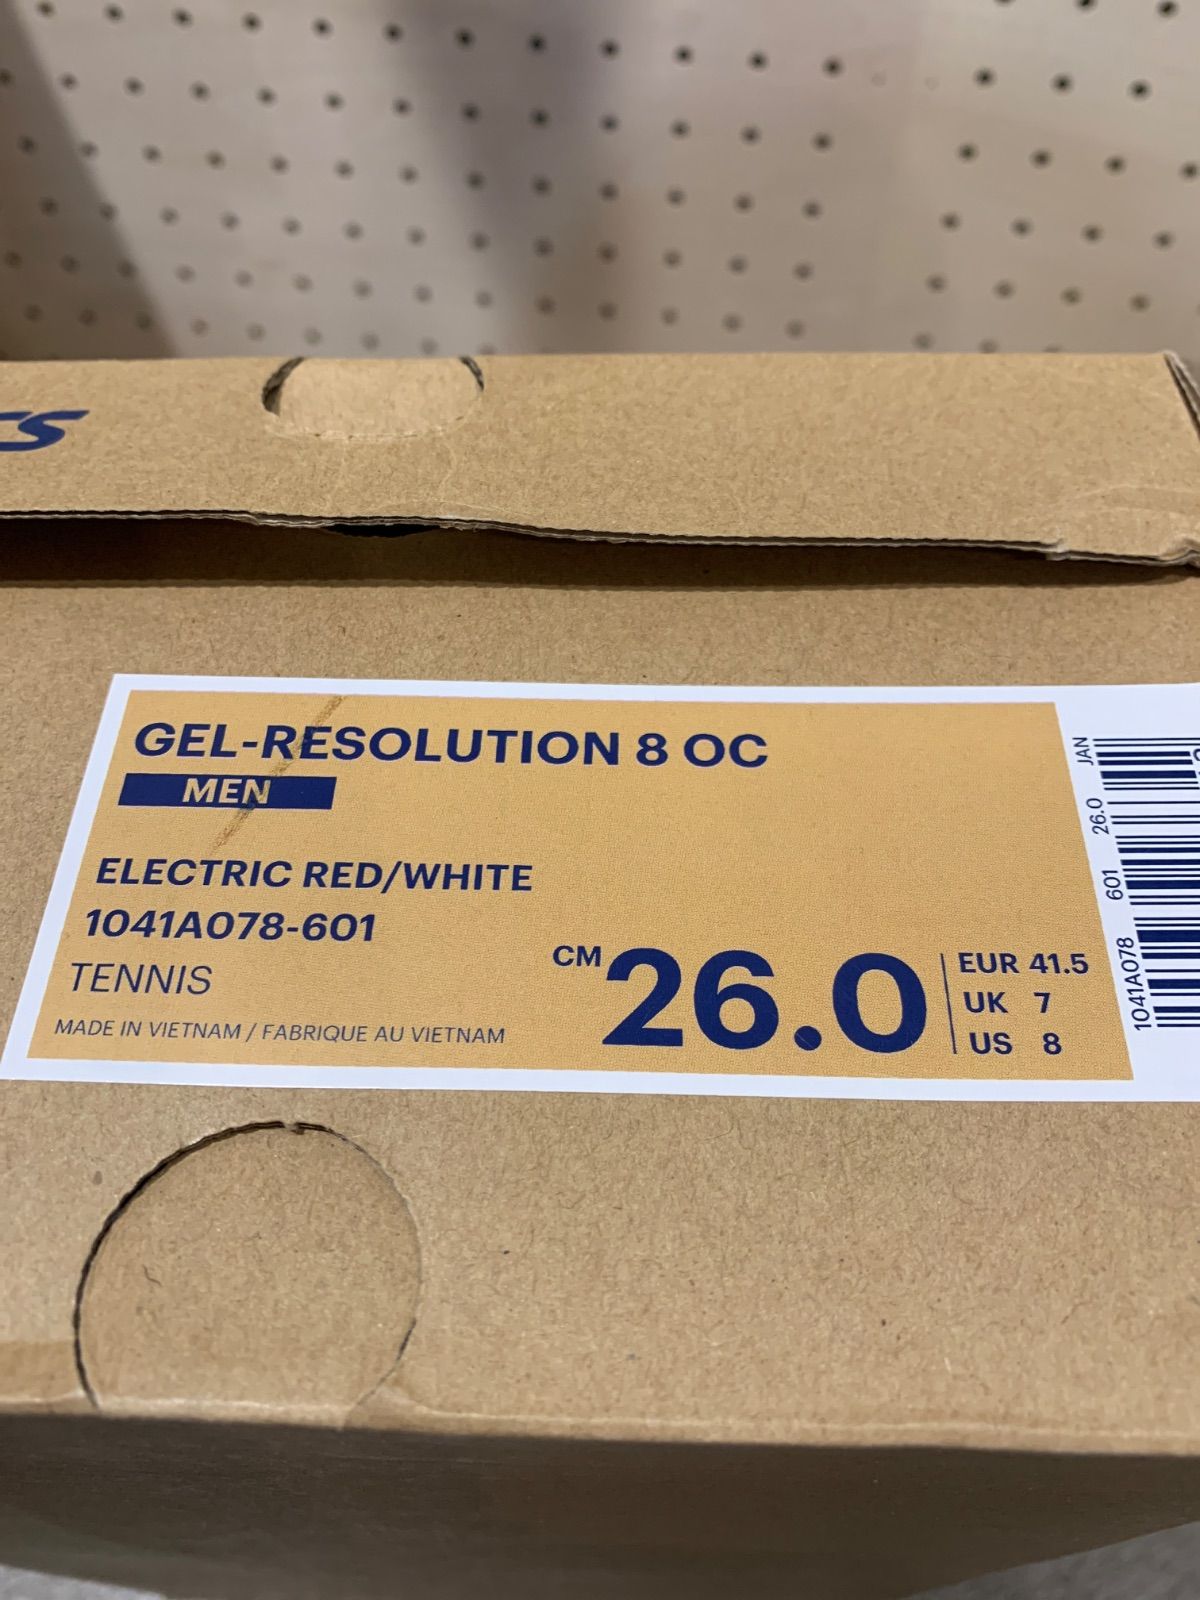 GEL-RESOLUTION 8 OC
MEN
ELECTRIC RED/WHITE
1041A078-601
TENNIS
MADE IN VIETNAM / FABRIQUE AU VIETNAM
CM 26.0
EUR 41.5
UK 7
US 8
1041A078 601 26.0 JAN